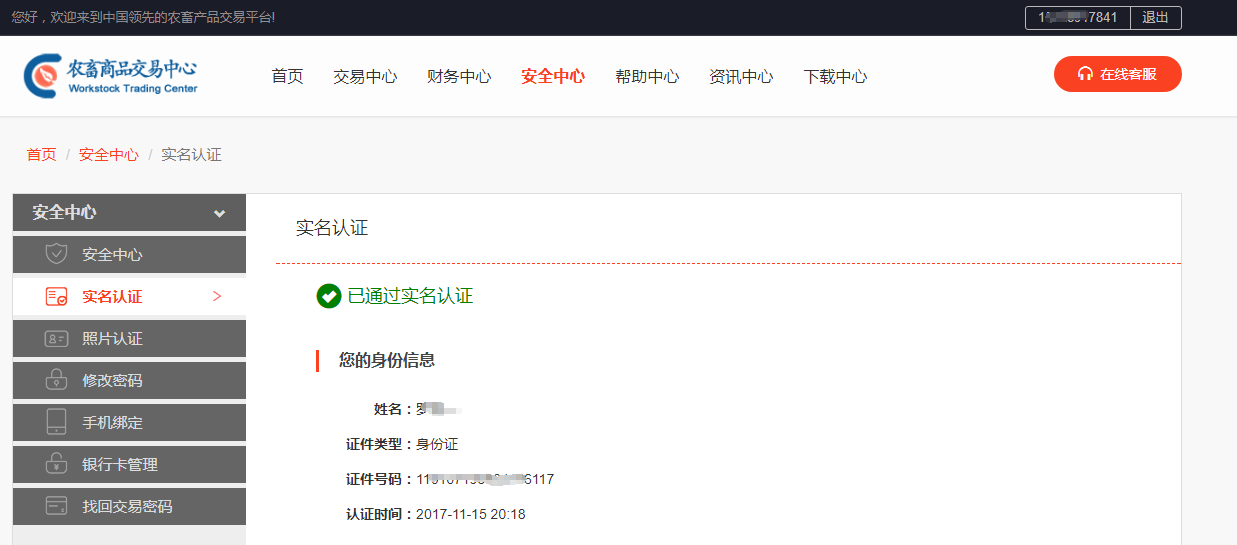 您好，欢迎来到中国领先的农畜产品交易平台!
7841 退出
农畜商品交易中心
Workstock Trading Center
首页 交易中心 财务中心 安全中心 帮助中心 资讯中心 下载中心
在线客服
首页 / 安全中心 / 实名认证
安全中心
安全中心
实名认证
照片认证
修改密码
手机绑定
银行卡管理
找回交易密码
实名认证
已通过实名认证
您的身份信息
姓名：
证件类型：身份证
证件号码：6117
认证时间：2017-11-15 20:18